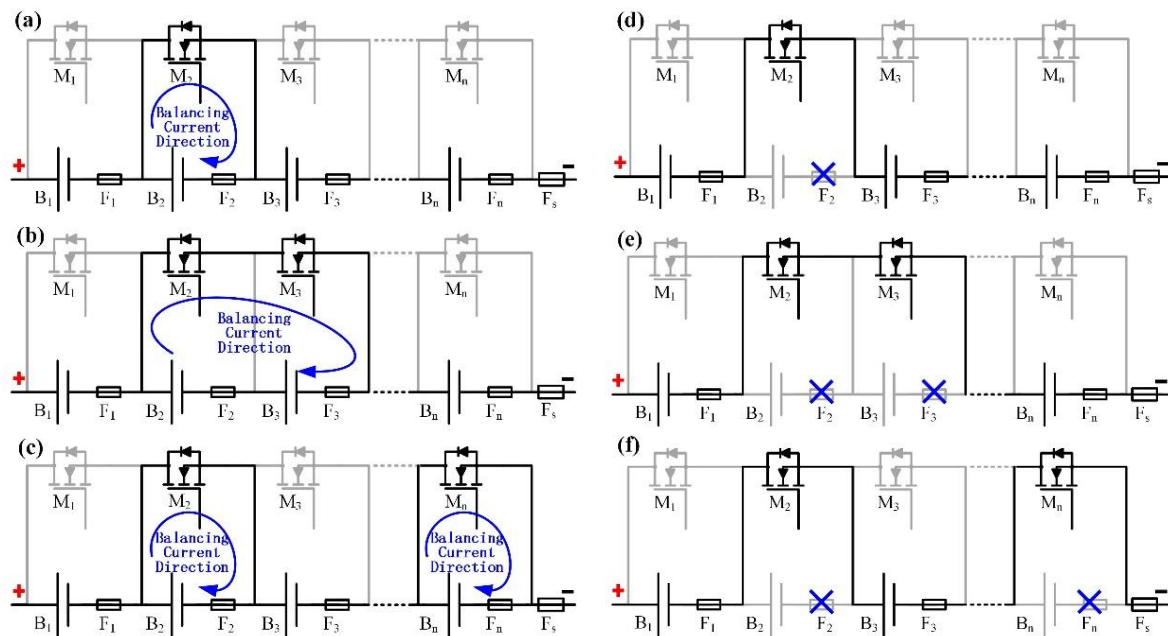 (a)
M₁ M₂ M₃ Mₙ
Balancing
Current
Direction
+ -
B₁ F₁ B₂ F₂ B₃ F₃ Bₙ Fₙ Fₛ
(b)
M₁ M₂ M₃ Mₙ
Balancing
Current
Direction
+ -
B₁ F₁ B₂ F₂ B₃ F₃ Bₙ Fₙ Fₛ
(c)
M₁ M₂ M₃ Mₙ
Balancing Balancing
Current Current
Direction Direction
+ -
B₁ F₁ B₂ F₂ B₃ F₃ Bₙ Fₙ Fₛ
(d)
M₁ M₂ M₃ Mₙ
+ -
B₁ F₁ B₂ F₂ B₃ F₃ Bₙ Fₙ Fₛ
(e)
M₁ M₂ M₃ Mₙ
+ -
B₁ F₁ B₂ F₂ B₃ F₃ Bₙ Fₙ Fₛ
(f)
M₁ M₂ M₃ Mₙ
+ -
B₁ F₁ B₂ F₂ B₃ F₃ Bₙ Fₙ Fₛ